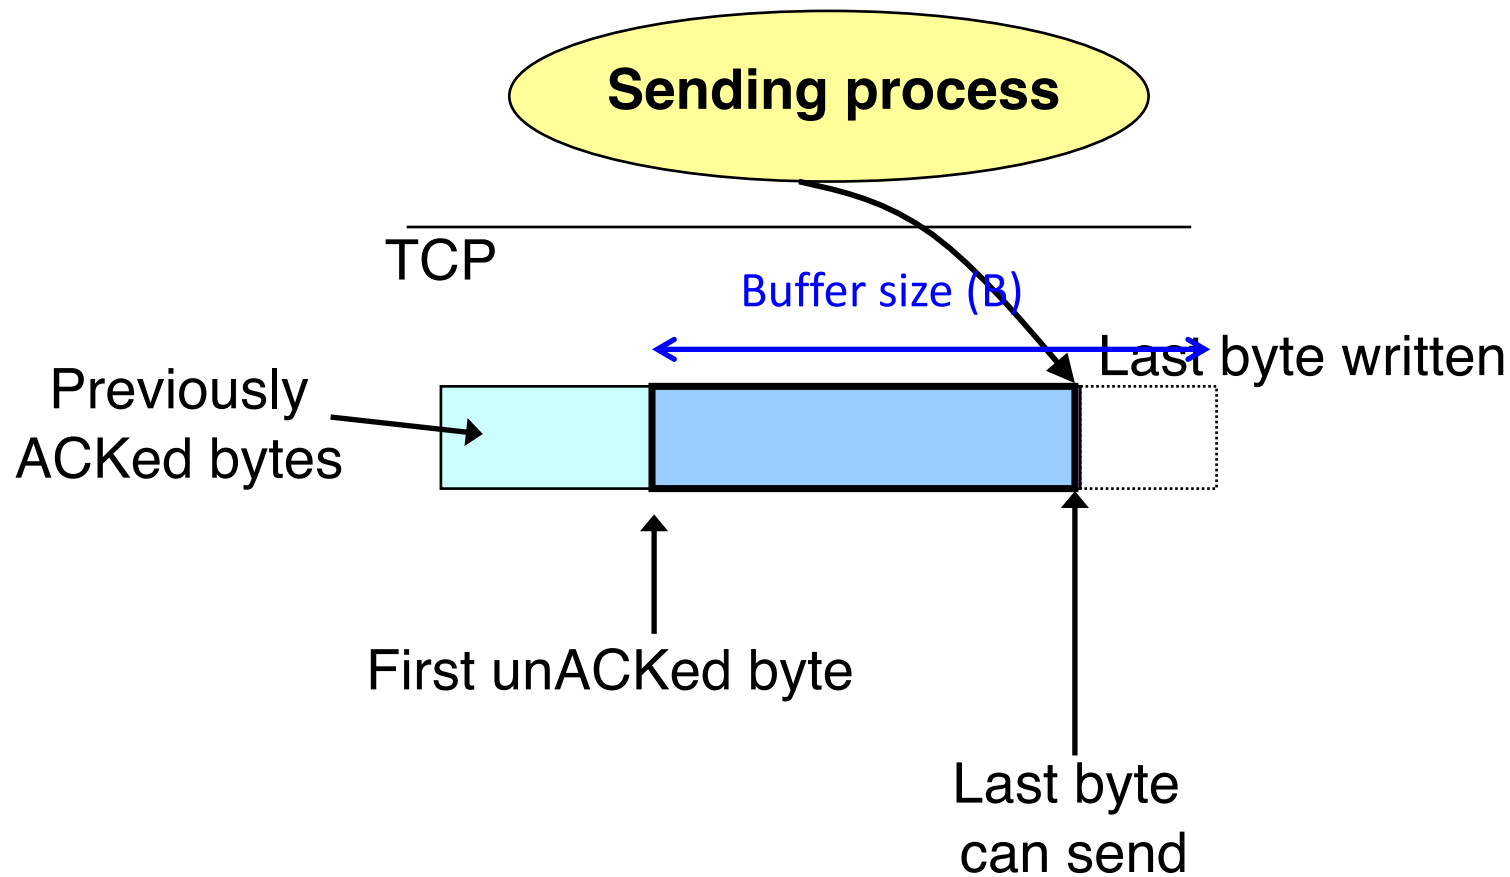 Sending process
TCP
Buffer size (B)
Last byte written
Previously
ACKed bytes
First unACKed byte
Last byte
can send